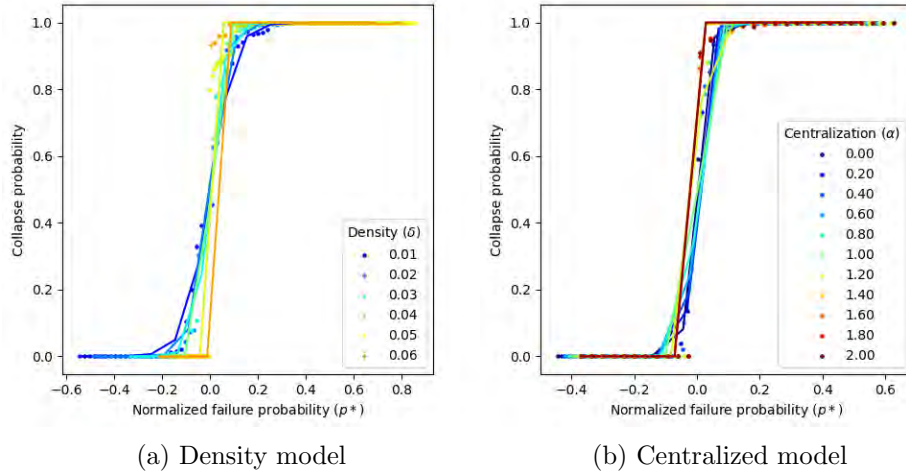 1.0
0.8
0.6
0.4
0.2
0.0
Collapse probability
Density (δ)
0.01
0.02
0.03
0.04
0.05
0.06
−0.6 −0.4 −0.2 0.0 0.2 0.4 0.6 0.8
Normalized failure probability (p*)
(a) Density model
1.0
0.8
0.6
0.4
0.2
0.0
Collapse probability
Centralization (α)
0.00
0.20
0.40
0.60
0.80
1.00
1.20
1.40
1.60
1.80
2.00
−0.4 −0.2 0.0 0.2 0.4 0.6
Normalized failure probability (p*)
(b) Centralized model